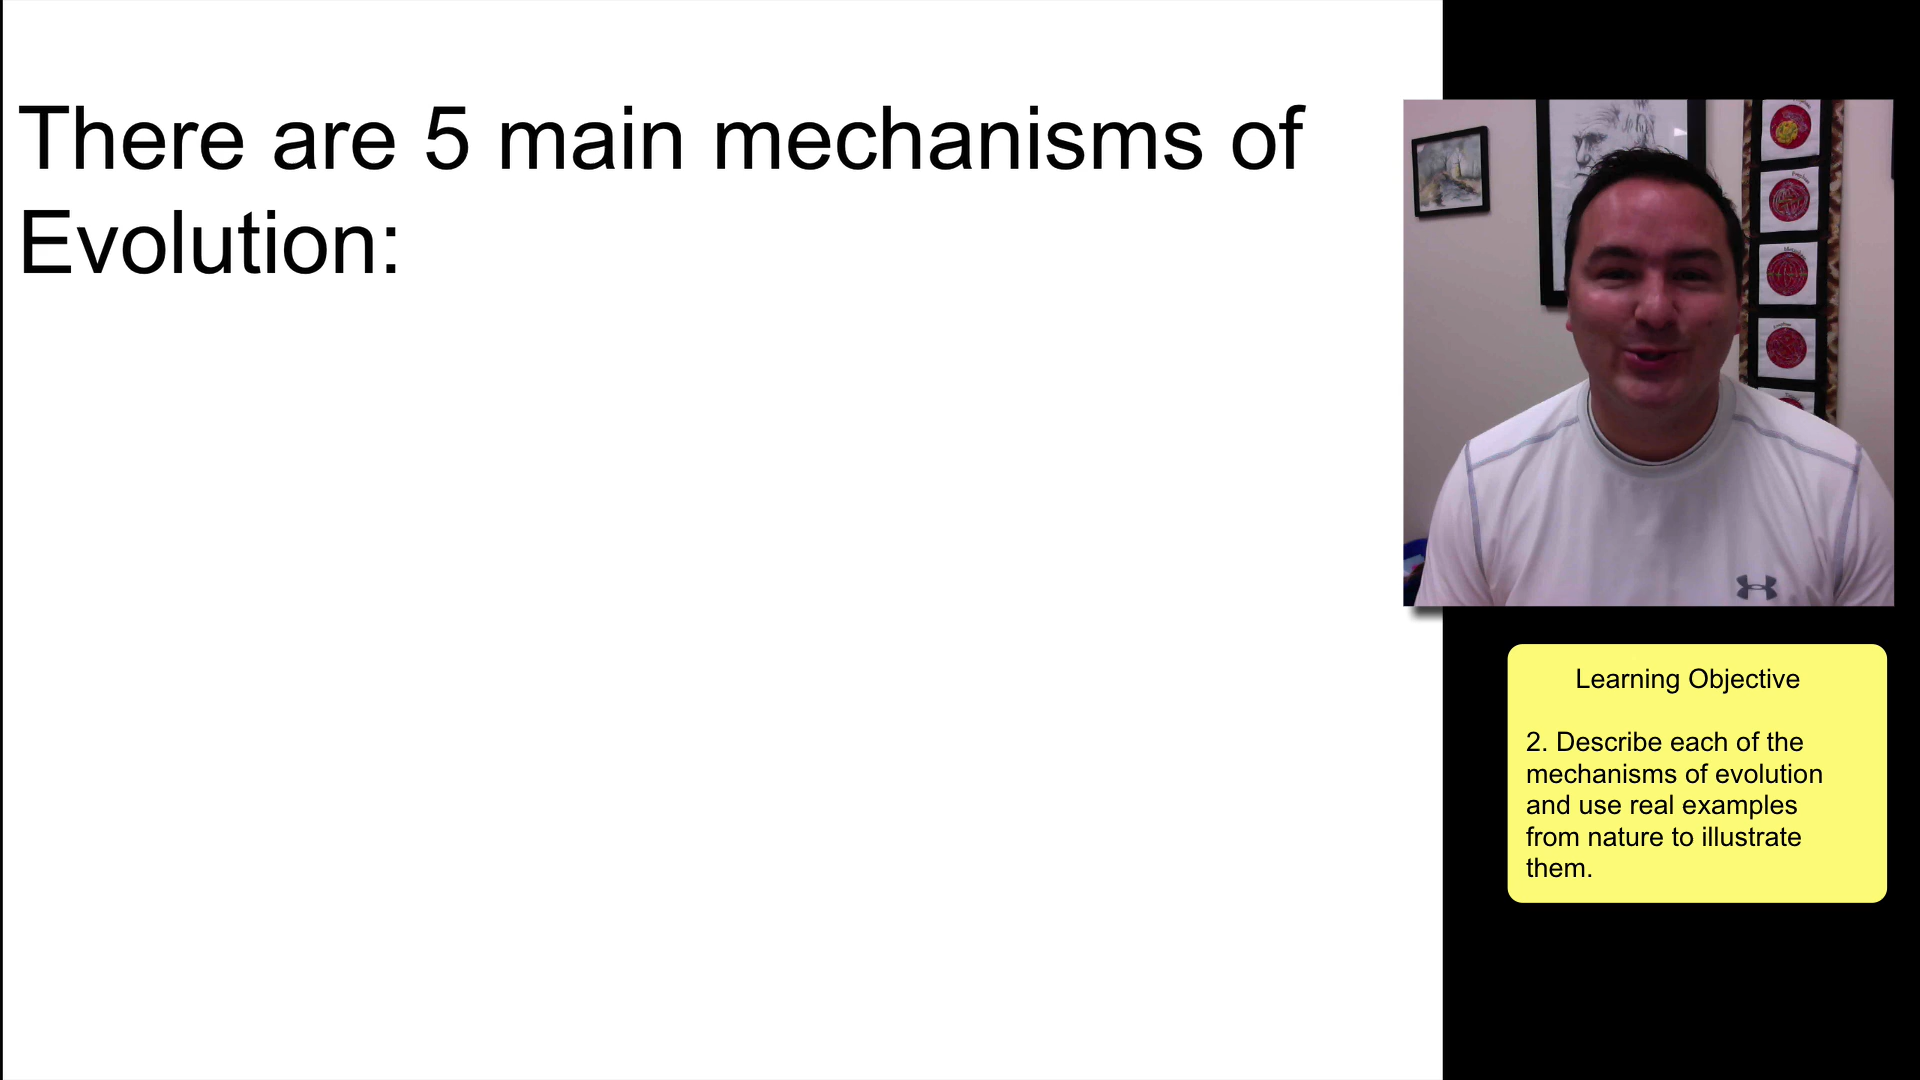 There are 5 main mechanisms of
Evolution:
Learning Objective
2. Describe each of the
mechanisms of evolution
and use real examples
from nature to illustrate
them.